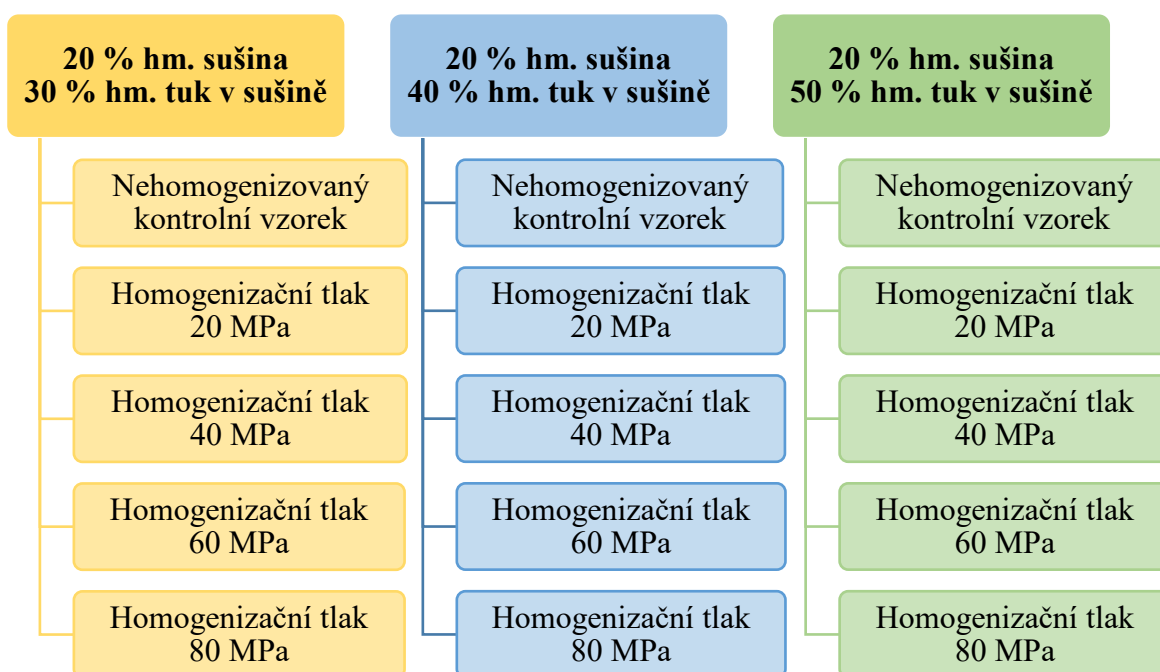 20 % hm. sušina
30 % hm. tuk v sušině
Nehomogenizovaný
kontrolní vzorek
Homogenizační tlak
20 MPa
Homogenizační tlak
40 MPa
Homogenizační tlak
60 MPa
Homogenizační tlak
80 MPa
20 % hm. sušina
40 % hm. tuk v sušině
Nehomogenizovaný
kontrolní vzorek
Homogenizační tlak
20 MPa
Homogenizační tlak
40 MPa
Homogenizační tlak
60 MPa
Homogenizační tlak
80 MPa
20 % hm. sušina
50 % hm. tuk v sušině
Nehomogenizovaný
kontrolní vzorek
Homogenizační tlak
20 MPa
Homogenizační tlak
40 MPa
Homogenizační tlak
60 MPa
Homogenizační tlak
80 MPa